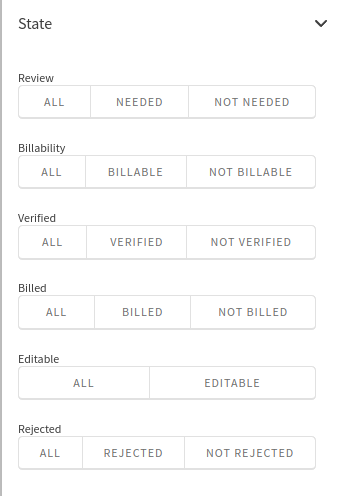 State
Review
ALL NEEDED NOT NEEDED
Billability
ALL BILLABLE NOT BILLABLE
Verified
ALL VERIFIED NOT VERIFIED
Billed
ALL BILLED NOT BILLED
Editable
ALL EDITABLE
Rejected
ALL REJECTED NOT REJECTED